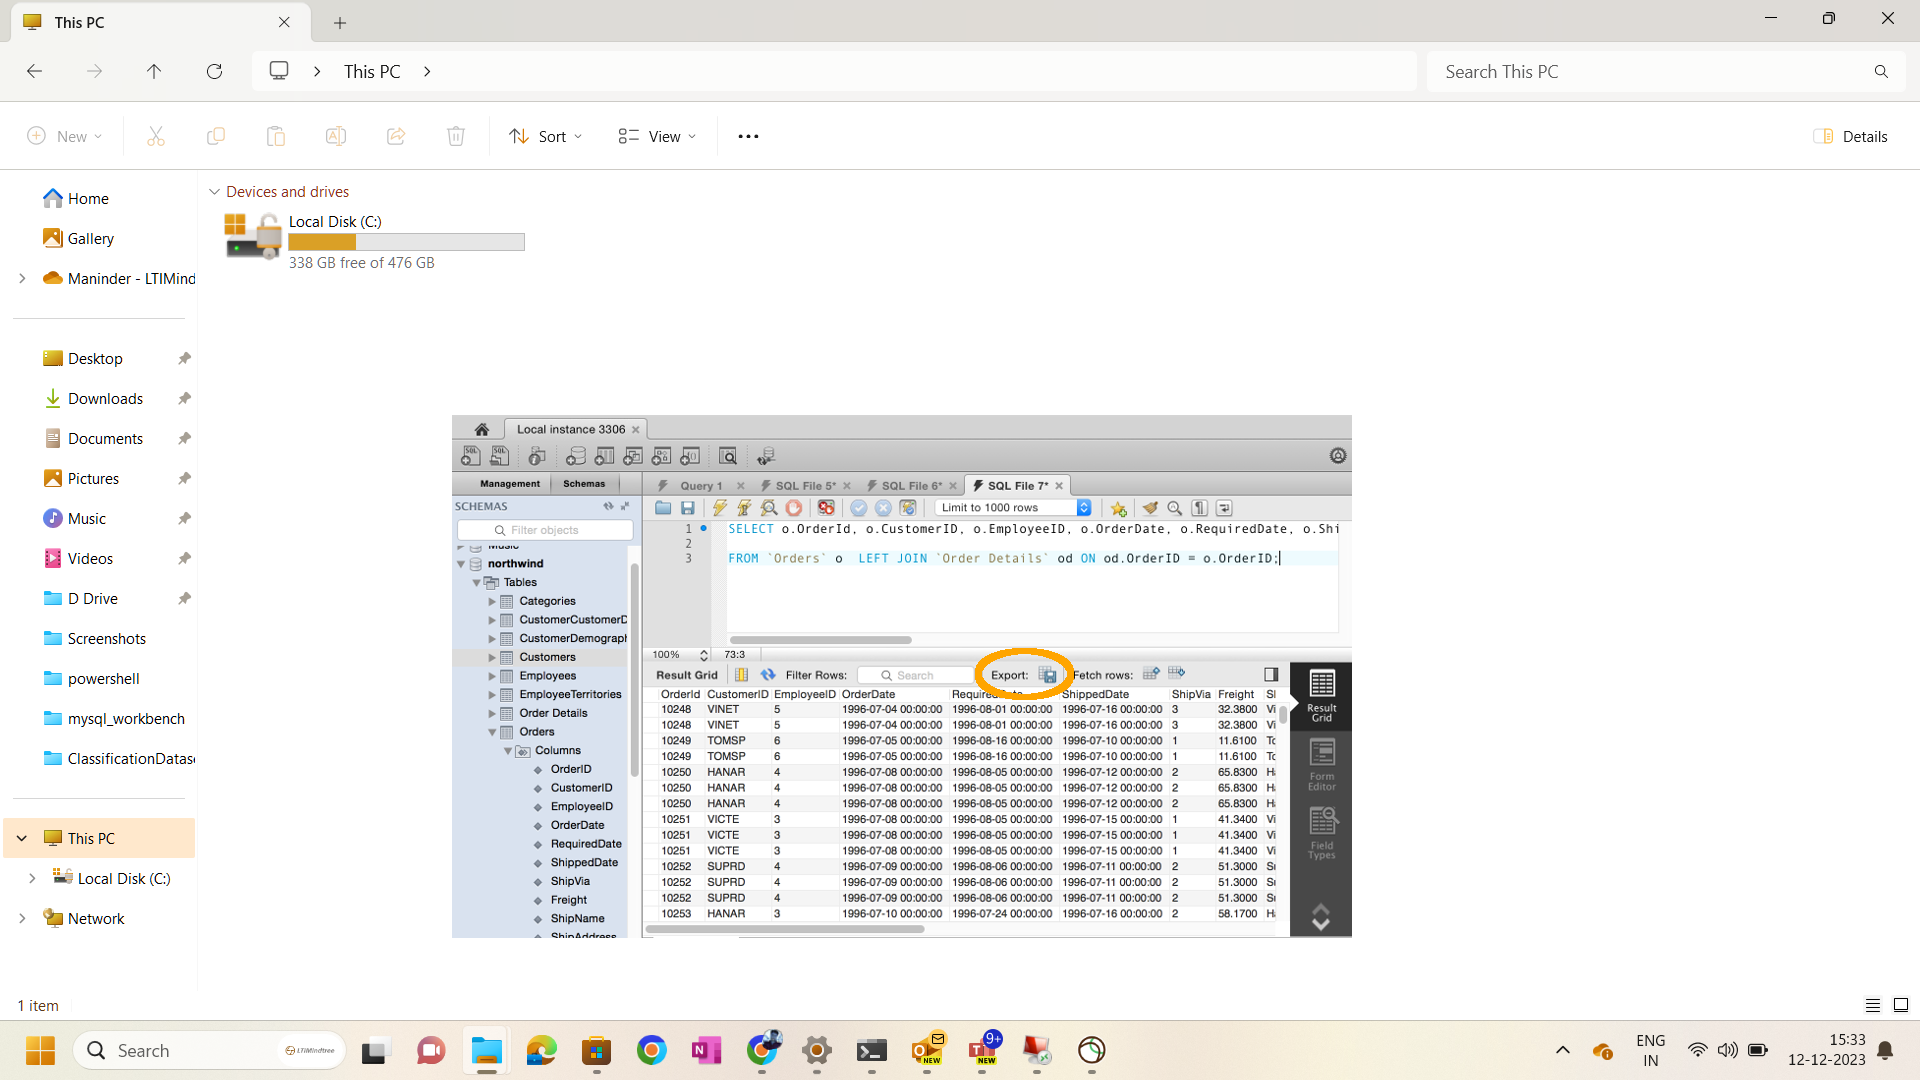 This PC
This PC
Search This PC
New
Sort
View
Details
Home
Gallery
Maninder - LTIMind
Desktop
Downloads
Documents
Pictures
Music
Videos
D Drive
Screenshots
powershell
mysql_workbench
ClassificationDatase
This PC
Local Disk (C:)
Network
Devices and drives
Local Disk (C:)
338 GB free of 476 GB
Local instance 3306
Management Schemas
SCHEMAS
Filter objects
Music
northwind
Tables
Categories
CustomerCustomerD
CustomerDemograph
Customers
Employees
EmployeeTerritories
Order Details
Orders
Columns
OrderID
CustomerID
EmployeeID
OrderDate
RequiredDate
ShippedDate
ShipVia
Freight
ShipName
ShipAddress
Query 1 SQL File 5* SQL File 6* SQL File 7*
Limit to 1000 rows
1 SELECT o.OrderId, o.CustomerID, o.EmployeeID, o.OrderDate, o.RequiredDate, o.Shi
2
3 FROM `Orders` o LEFT JOIN `Order Details` od ON od.OrderID = o.OrderID;
100% 73:3
Result Grid Filter Rows: Search Export: Fetch rows:
OrderId CustomerID EmployeeID OrderDate RequiredDate ShippedDate ShipVia Freight SI
10248 VINET 5 1996-07-04 00:00:00 1996-08-01 00:00:00 1996-07-16 00:00:00 3 32.3800 Vi
10248 VINET 5 1996-07-04 00:00:00 1996-08-01 00:00:00 1996-07-16 00:00:00 3 32.3800 Vi
10249 TOMSP 6 1996-07-05 00:00:00 1996-08-16 00:00:00 1996-07-10 00:00:00 1 11.6100 To
10249 TOMSP 6 1996-07-05 00:00:00 1996-08-16 00:00:00 1996-07-10 00:00:00 1 11.6100 To
10250 HANAR 4 1996-07-08 00:00:00 1996-08-05 00:00:00 1996-07-12 00:00:00 2 65.8300 Ha
10250 HANAR 4 1996-07-08 00:00:00 1996-08-05 00:00:00 1996-07-12 00:00:00 2 65.8300 Ha
10250 HANAR 4 1996-07-08 00:00:00 1996-08-05 00:00:00 1996-07-12 00:00:00 2 65.8300 Ha
10251 VICTE 3 1996-07-08 00:00:00 1996-08-05 00:00:00 1996-07-15 00:00:00 1 41.3400 Vi
10251 VICTE 3 1996-07-08 00:00:00 1996-08-05 00:00:00 1996-07-15 00:00:00 1 41.3400 Vi
10251 VICTE 3 1996-07-08 00:00:00 1996-08-05 00:00:00 1996-07-15 00:00:00 1 41.3400 Vi
10252 SUPRD 4 1996-07-09 00:00:00 1996-08-06 00:00:00 1996-07-11 00:00:00 2 51.3000 Su
10252 SUPRD 4 1996-07-09 00:00:00 1996-08-06 00:00:00 1996-07-11 00:00:00 2 51.3000 Su
10252 SUPRD 4 1996-07-09 00:00:00 1996-08-06 00:00:00 1996-07-11 00:00:00 2 51.3000 Su
10253 HANAR 3 1996-07-10 00:00:00 1996-07-24 00:00:00 1996-07-16 00:00:00 2 58.1700 Ha
Result
Grid
Form
Editor
Field
Types
1 item
Search
LTIMindtree
NEW
9+
NEW
ENG
IN
15:33
12-12-2023